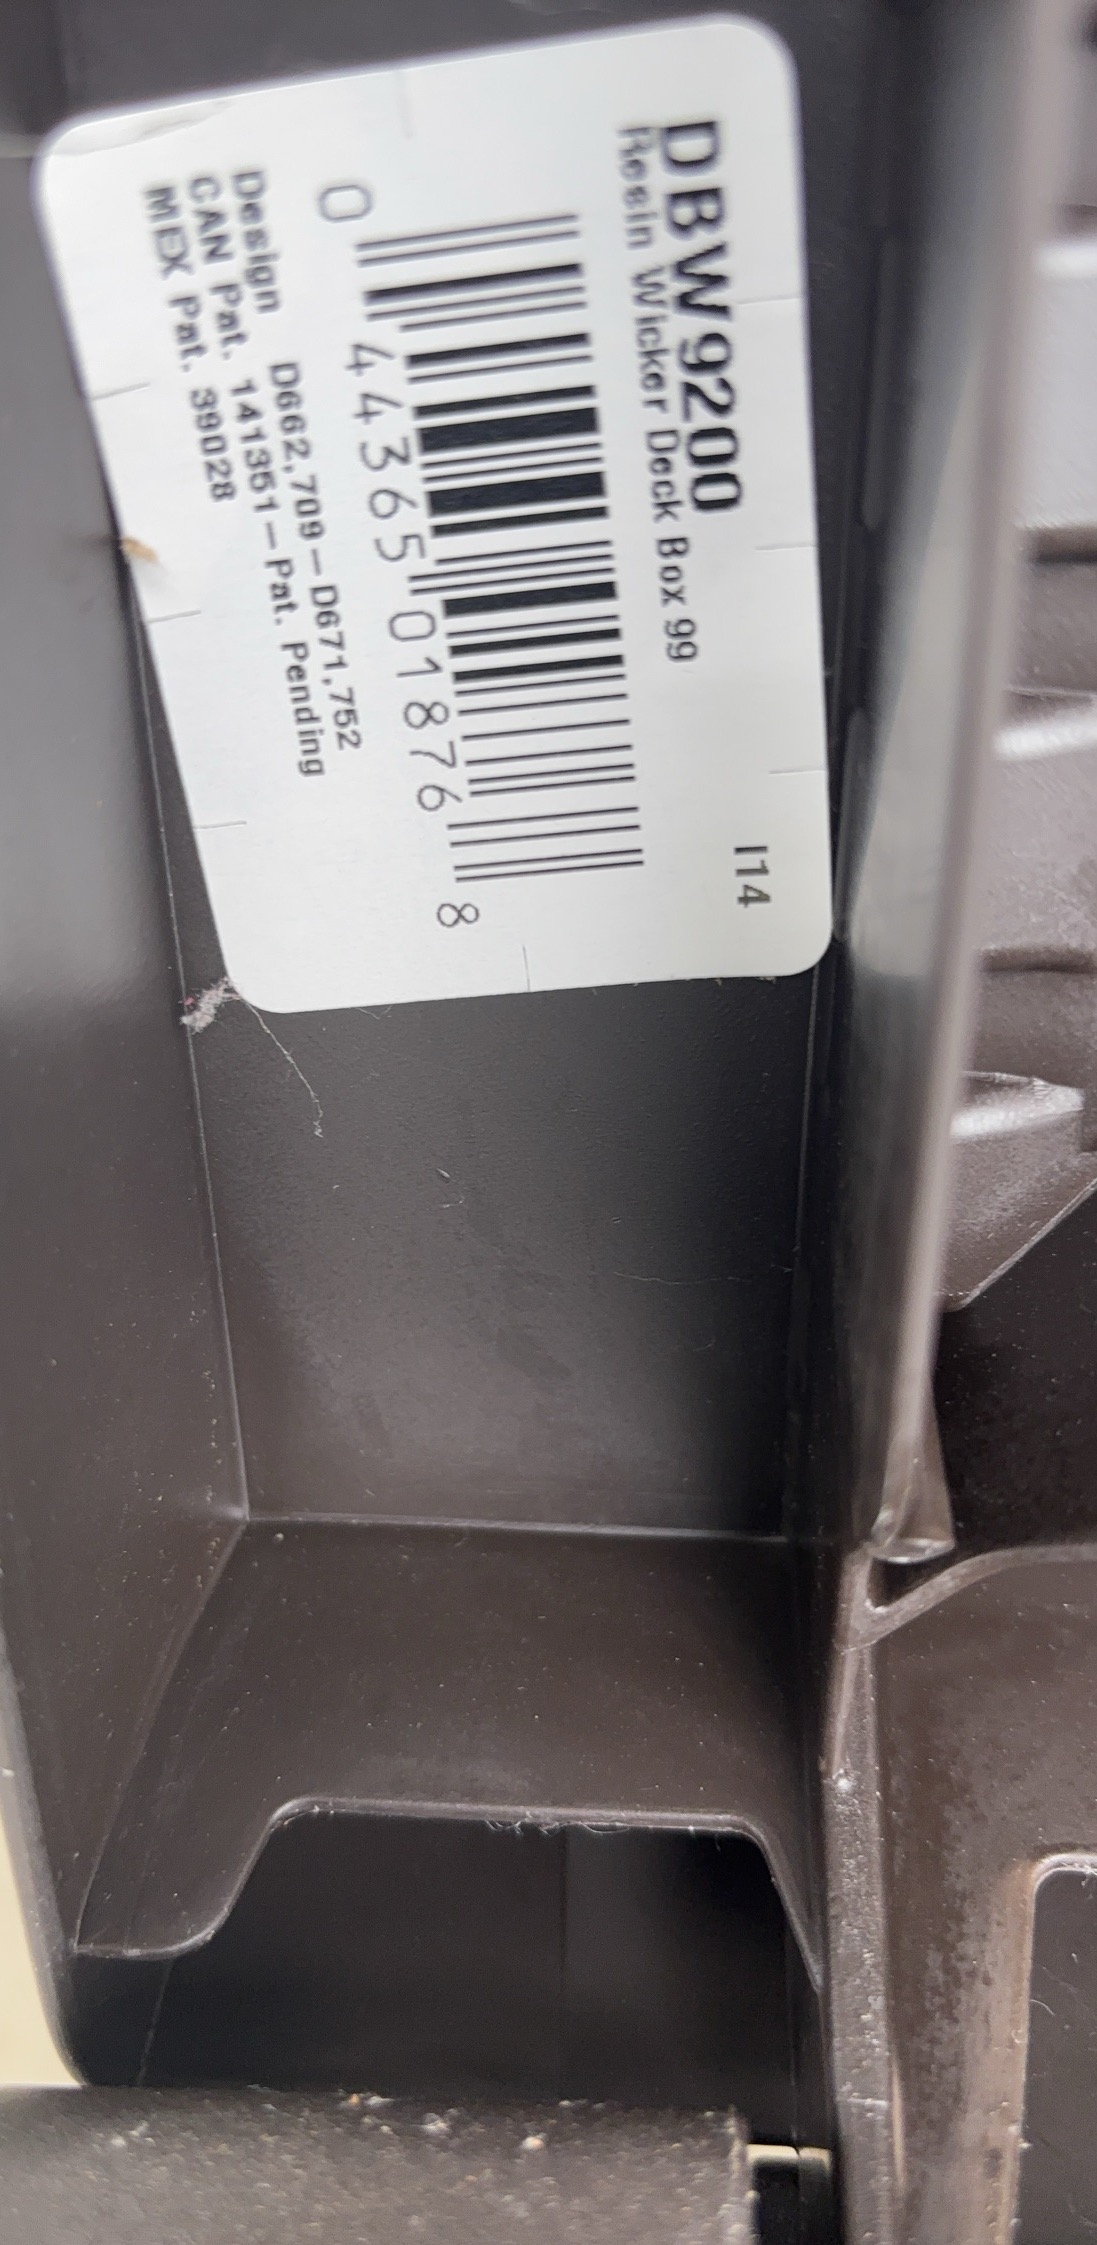 DBW9200
Resin Wicker Deck Box 99
I14
0 44365 01876 8
Design D662,709-D671,752
CAN Pat. 141351-Pat. Pending
MEX Pat. 39028